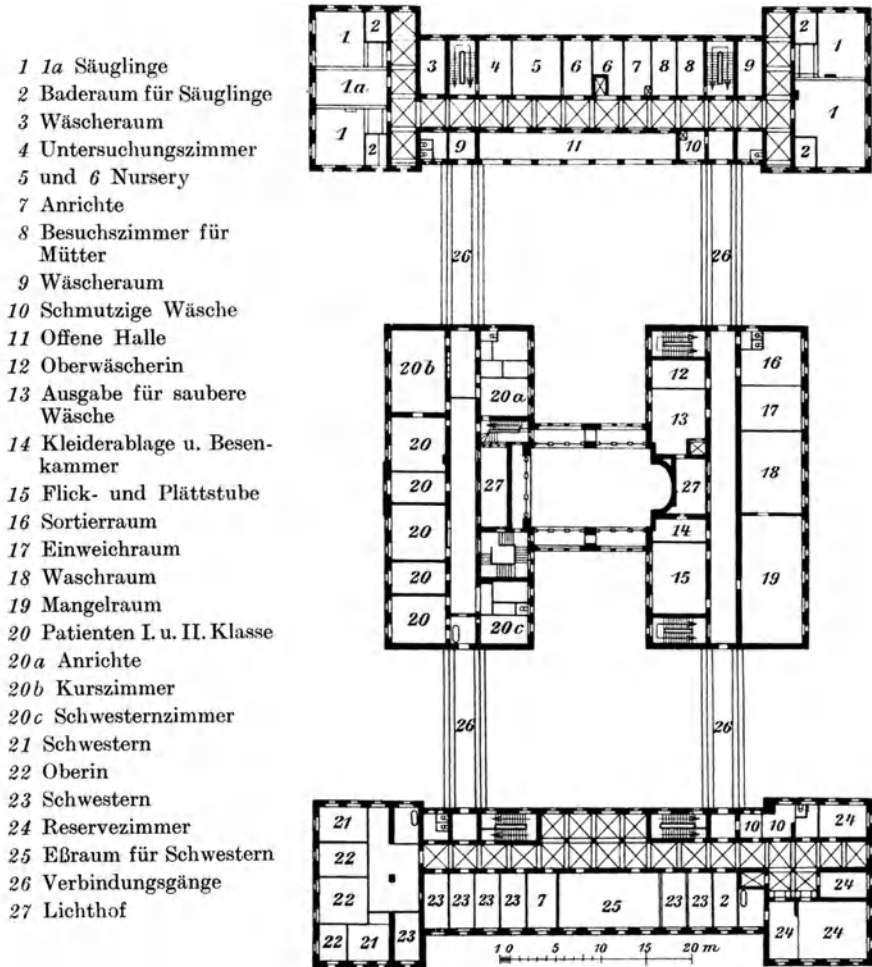 1 1a Säuglinge
2 Baderaum für Säuglinge
3 Wäscheraum
4 Untersuchungszimmer
5 und 6 Nursery
7 Anrichte
8 Besuchszimmer für
Mütter
9 Wäscheraum
10 Schmutzige Wäsche
11 Offene Halle
12 Oberwäscherin
13 Ausgabe für saubere
Wäsche
14 Kleiderablage u. Besen-
kammer
15 Flick- und Plättstube
16 Sortierraum
17 Einweichraum
18 Waschraum
19 Mangelraum
20 Patienten I. u. II. Klasse
20a Anrichte
20b Kurszimmer
20c Schwesternzimmer
21 Schwestern
22 Oberin
23 Schwestern
24 Reservezimmer
25 Eßraum für Schwestern
26 Verbindungsgänge
27 Lichthof
1 2 2 1
3 4 5 6 6 7 8 8 9
1a
1 2 9 11 10 2 1
26 26
20b 20a 12 16
13 17
20 20 27 27 18
20 14
20 15 19
20 20c
26 26
21 10 10 24
22
22 24
23 23 23 23 7 25 23 23 2
22 21 23 24 24
1 0 5 10 15 20 m